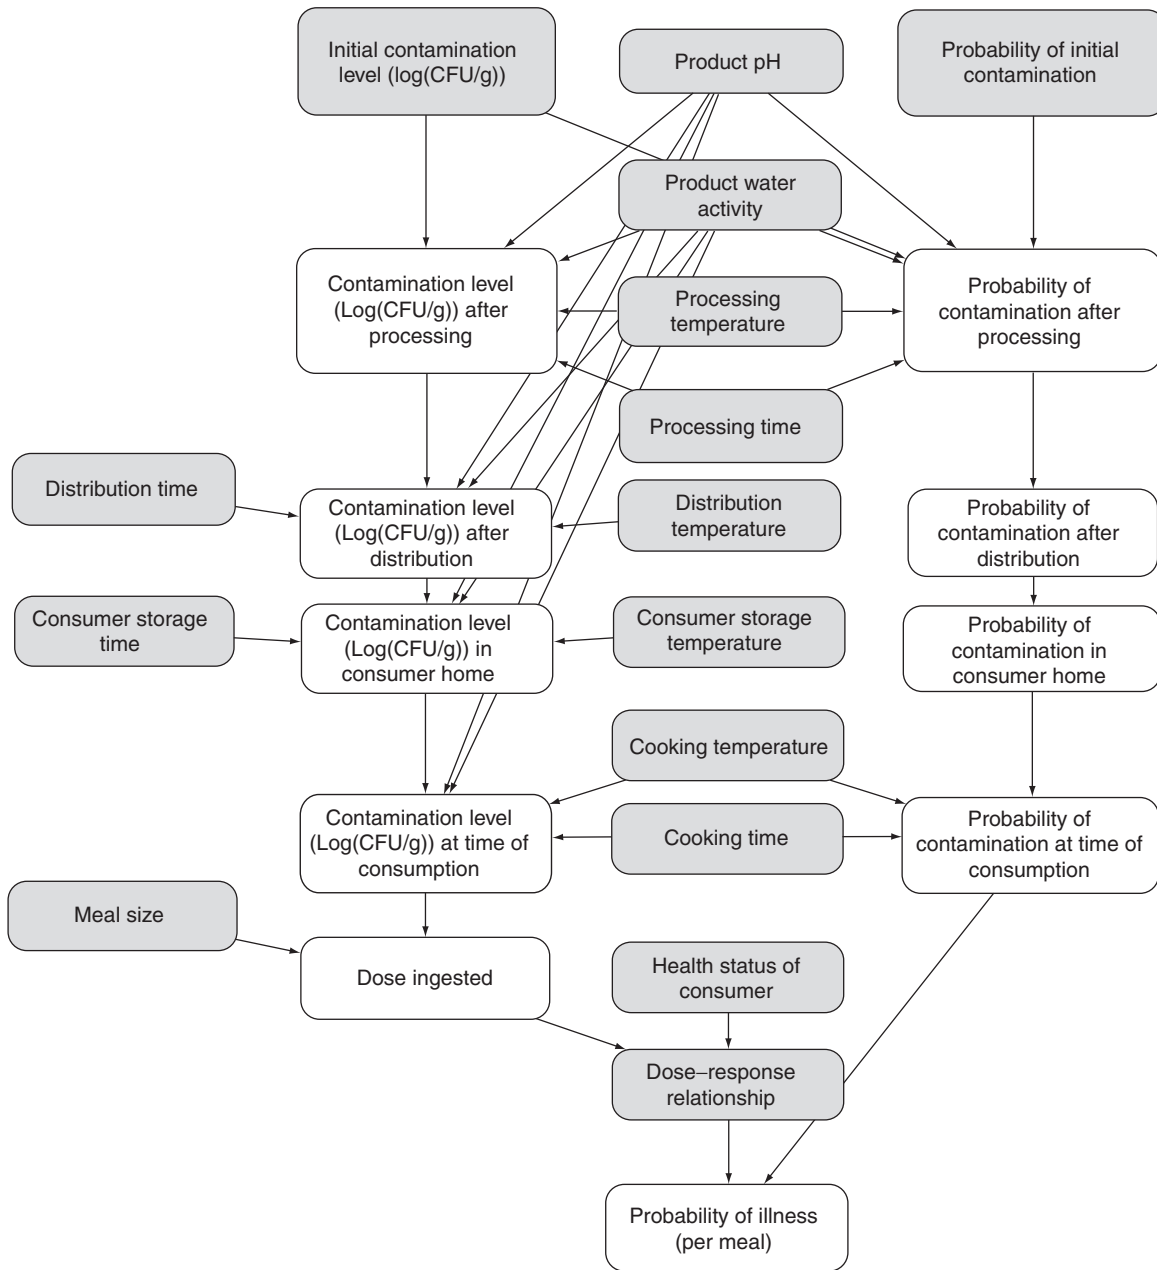 Initial contamination
level (log(CFU/g))
Product pH
Probability of initial
contamination
Product water
activity
Contamination level
(Log(CFU/g)) after
processing
Processing
temperature
Probability of
contamination after
processing
Processing time
Distribution time
Contamination level
(Log(CFU/g)) after
distribution
Distribution
temperature
Probability of
contamination after
distribution
Consumer storage
time
Contamination level
(Log(CFU/g)) in
consumer home
Consumer storage
temperature
Probability of
contamination in
consumer home
Cooking temperature
Contamination level
(Log(CFU/g)) at time of
consumption
Cooking time
Probability of
contamination at time of
consumption
Meal size
Dose ingested
Health status of
consumer
Dose–response
relationship
Probability of illness
(per meal)